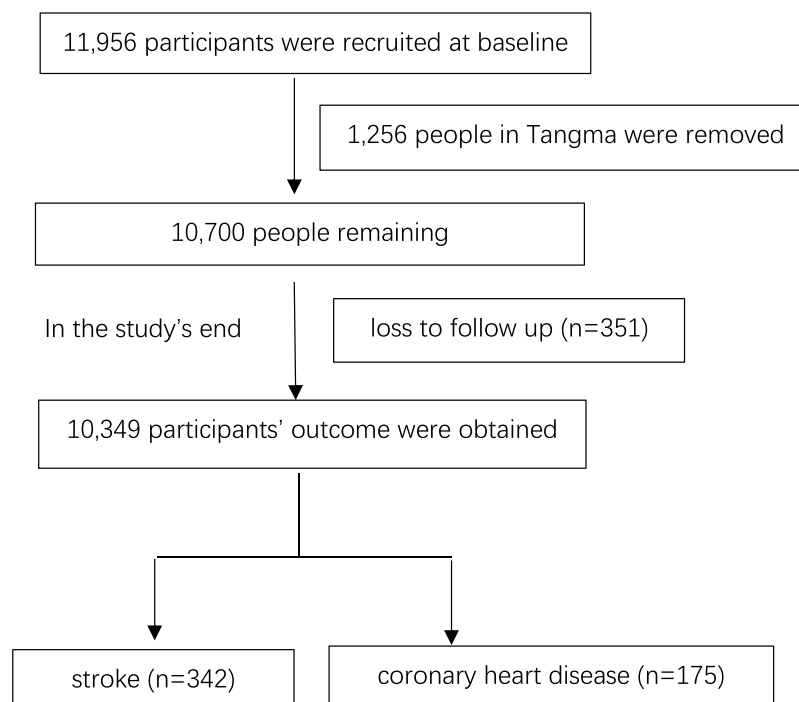 11,956 participants were recruited at baseline
1,256 people in Tangma were removed
10,700 people remaining
In the study’s end
loss to follow up (n=351)
10,349 participants’ outcome were obtained
stroke (n=342)
coronary heart disease (n=175)